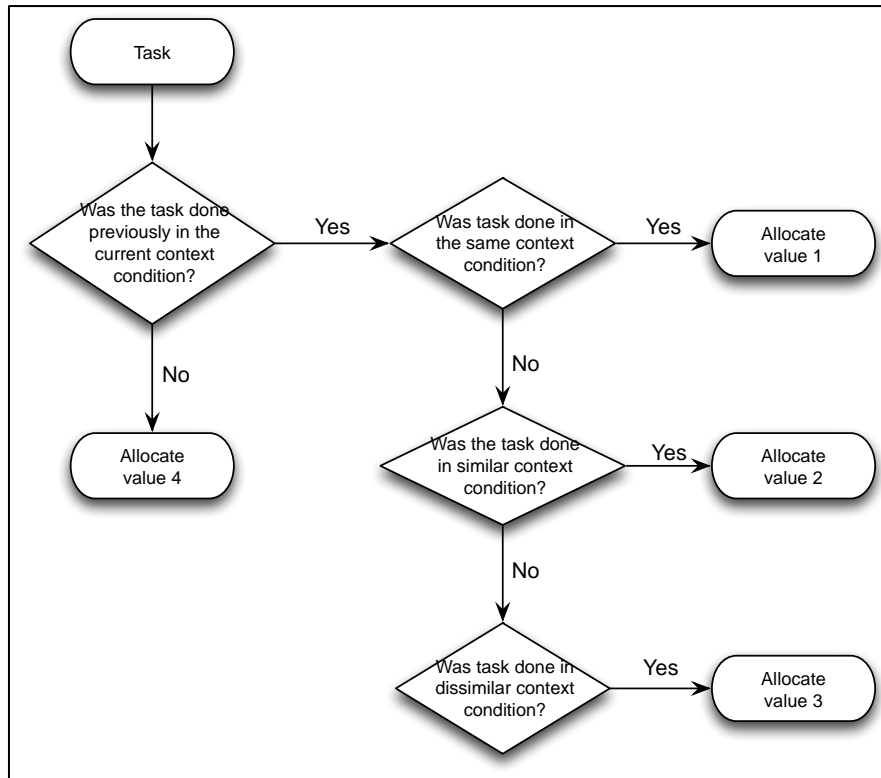 Task
Was the task done
previously in the
current context
condition?
Yes
Was task done in
the same context
condition?
Yes
Allocate
value 1
No
Allocate
value 4
No
Was the task done
in similar context
condition?
Yes
Allocate
value 2
No
Was task done in
dissimilar context
condition?
Yes
Allocate
value 3